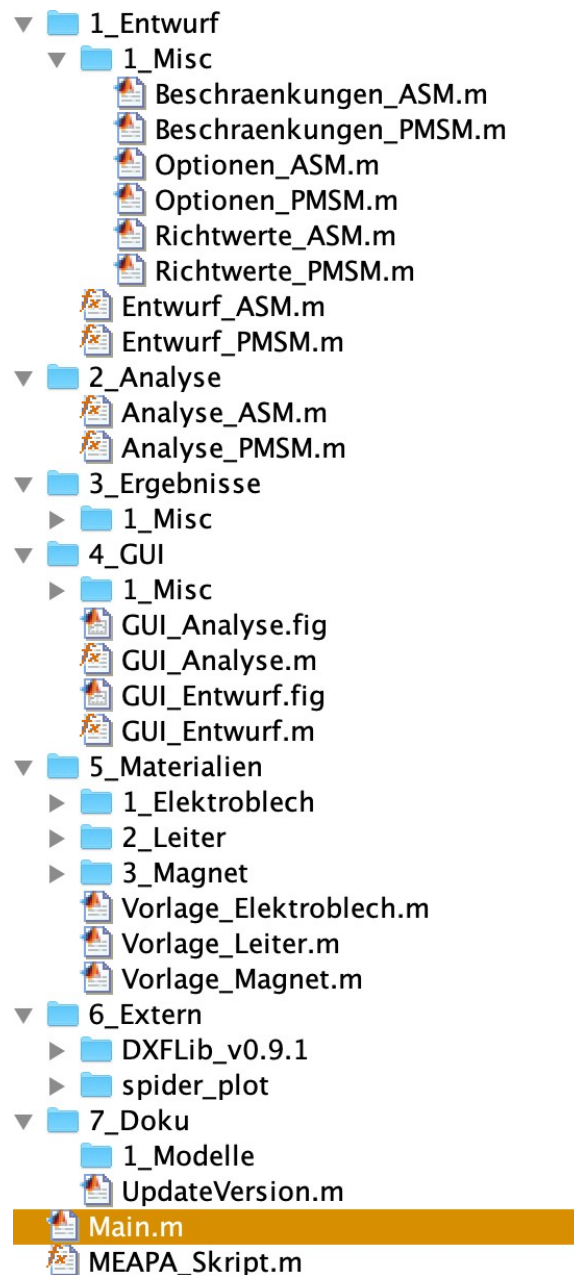 1_Entwurf
1_Misc
Beschraenkungen_ASM.m
Beschraenkungen_PMSM.m
Optionen_ASM.m
Optionen_PMSM.m
Richtwerte_ASM.m
Richtwerte_PMSM.m
Entwurf_ASM.m
Entwurf_PMSM.m
2_Analyse
Analyse_ASM.m
Analyse_PMSM.m
3_Ergebnisse
1_Misc
4_GUI
1_Misc
GUI_Analyse.fig
GUI_Analyse.m
GUI_Entwurf.fig
GUI_Entwurf.m
5_Materialien
1_Elektroblech
2_Leiter
3_Magnet
Vorlage_Elektroblech.m
Vorlage_Leiter.m
Vorlage_Magnet.m
6_Extern
DXFLib_v0.9.1
spider_plot
7_Doku
1_Modelle
UpdateVersion.m
Main.m
MEAPA_Skript.m